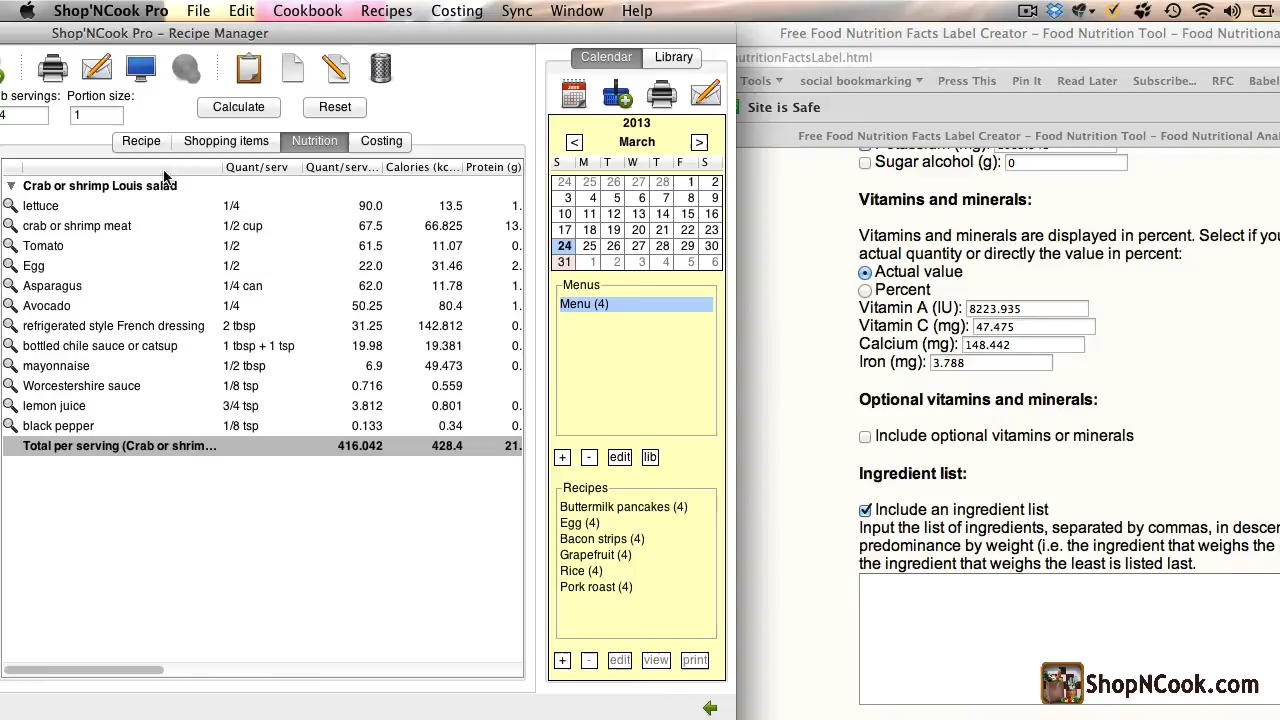 Shop'NCook Pro File Edit Cookbook Recipes Costing Sync Window Help
Shop'NCook Pro – Recipe Manager
b servings: Portion size:
4 1
Calculate Reset
Recipe Shopping items Nutrition Costing
Quant/serv Quant/serv... Calories (kc... Protein (g)
Crab or shrimp Louis salad
lettuce 1/4 90.0 13.5 1.
crab or shrimp meat 1/2 cup 67.5 66.825 13.
Tomato 1/2 61.5 11.07 0.
Egg 1/2 22.0 31.46 2.
Asparagus 1/4 can 62.0 11.78 1.
Avocado 1/4 50.25 80.4 1.
refrigerated style French dressing 2 tbsp 31.25 142.812 0.
bottled chile sauce or catsup 1 tbsp + 1 tsp 19.98 19.381 0.
mayonnaise 1/2 tbsp 6.9 49.473 0.
Worcestershire sauce 1/8 tsp 0.716 0.559
lemon juice 3/4 tsp 3.812 0.801 0.
black pepper 1/8 tsp 0.133 0.34 0.
Total per serving (Crab or shrim... 416.042 428.4 21.
Calendar Library
2013
< March >
S M T W T F S
24 25 26 27 28 1 2
3 4 5 6 7 8 9
10 11 12 13 14 15 16
17 18 19 20 21 22 23
24 25 26 27 28 29 30
31 1 2 3 4 5 6
Menus
Menu (4)
+ - edit lib
Recipes
Buttermilk pancakes (4)
Egg (4)
Bacon strips (4)
Grapefruit (4)
Rice (4)
Pork roast (4)
+ - edit view print
Free Food Nutrition Facts Label Creator – Food Nutrition Tool – Food Nutritional
utritionFactsLabel.html
Tools social bookmarking Press This Pin It Read Later Subscribe... RFC Babel
Site is Safe
Free Food Nutrition Facts Label Creator – Food Nutrition Tool – Food Nutritional Ana
Sugar alcohol (g): 0
Vitamins and minerals:
Vitamins and minerals are displayed in percent. Select if yo
actual quantity or directly the value in percent:
Actual value
Percent
Vitamin A (IU): 8223.935
Vitamin C (mg): 47.475
Calcium (mg): 148.442
Iron (mg): 3.788
Optional vitamins and minerals:
Include optional vitamins or minerals
Ingredient list:
Include an ingredient list
Input the list of ingredients, separated by commas, in descen
predominance by weight (i.e. the ingredient that weighs the
the ingredient that weighs the least is listed last.
ShopNCook.com